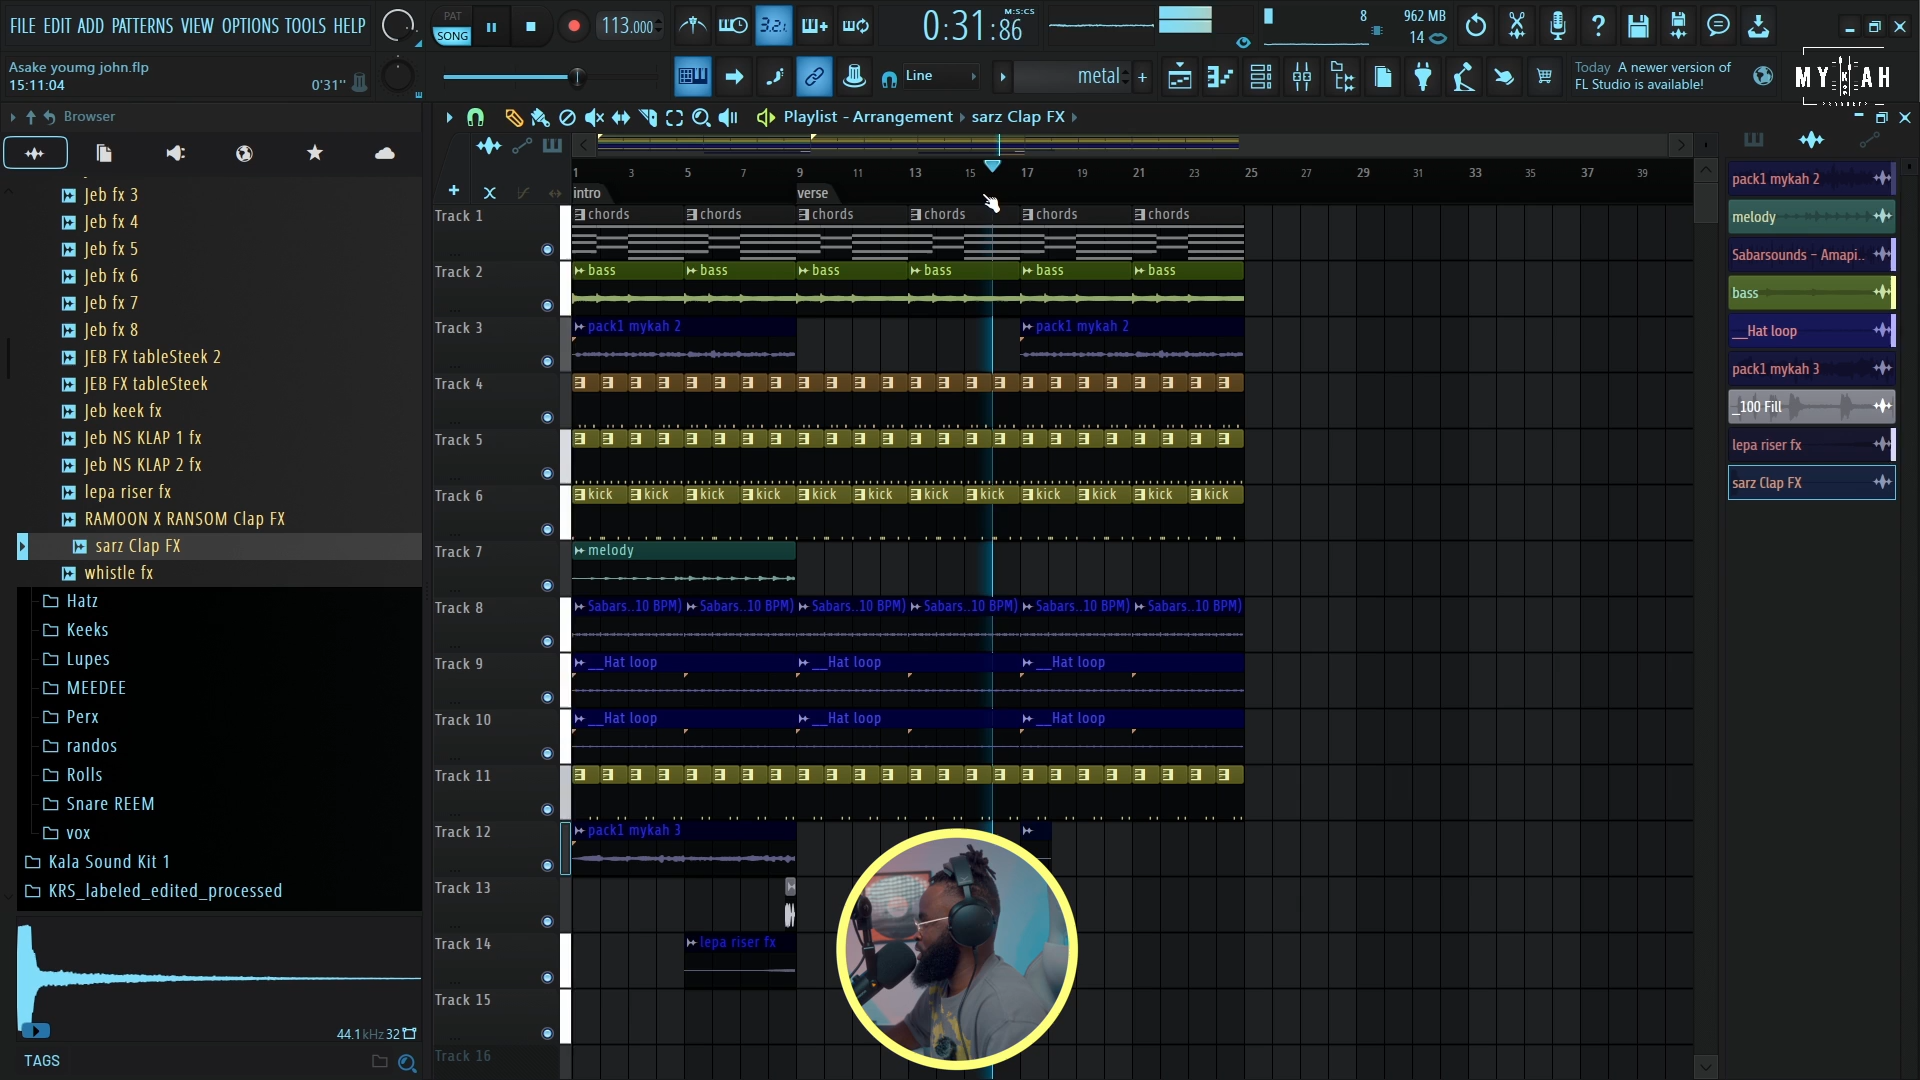 FILE EDIT ADD PATTERNS VIEW OPTIONS TOOLS HELP
PAT
SONG
113.000
3.2.1
0:31:86
M:S:CS
8
962 MB
14
Asake youmg john.flp
15:11:04
0'31''
Line
metal
Today A newer version of
FL Studio is available!
MYKAH
Browser
Playlist - Arrangement
sarz Clap FX
1
3
5
7
9
11
13
15
17
19
21
23
25
27
29
31
33
35
37
39
intro
verse
Jeb fx 3
Jeb fx 4
Jeb fx 5
Jeb fx 6
Jeb fx 7
Jeb fx 8
JEB FX tableSteek 2
JEB FX tableSteek
Jeb keek fx
Jeb NS KLAP 1 fx
Jeb NS KLAP 2 fx
lepa riser fx
RAMOON X RANSOM Clap FX
sarz Clap FX
whistle fx
Hatz
Keeks
Lupes
MEEDEE
Perx
randos
Rolls
Snare REEM
vox
Kala Sound Kit 1
KRS_labeled_edited_processed
44.1kHz 32
TAGS
Track 1
chords chords chords chords chords chords
Track 2
bass bass bass bass bass bass
Track 3
pack1 mykah 2 pack1 mykah 2
Track 4
Track 5
Track 6
kick kick kick kick kick kick kick kick kick kick kick kick
Track 7
melody
Track 8
Sabars..10 BPM) Sabars..10 BPM) Sabars..10 BPM) Sabars..10 BPM) Sabars..10 BPM) Sabars..10 BPM)
Track 9
__Hat loop __Hat loop __Hat loop
Track 10
__Hat loop __Hat loop __Hat loop
Track 11
Track 12
pack1 mykah 3
Track 13
Track 14
lepa riser fx
Track 15
Track 16
pack1 mykah 2
melody
Sabarsounds - Amapi..
bass
__Hat loop
pack1 mykah 3
_100 Fill
lepa riser fx
sarz Clap FX